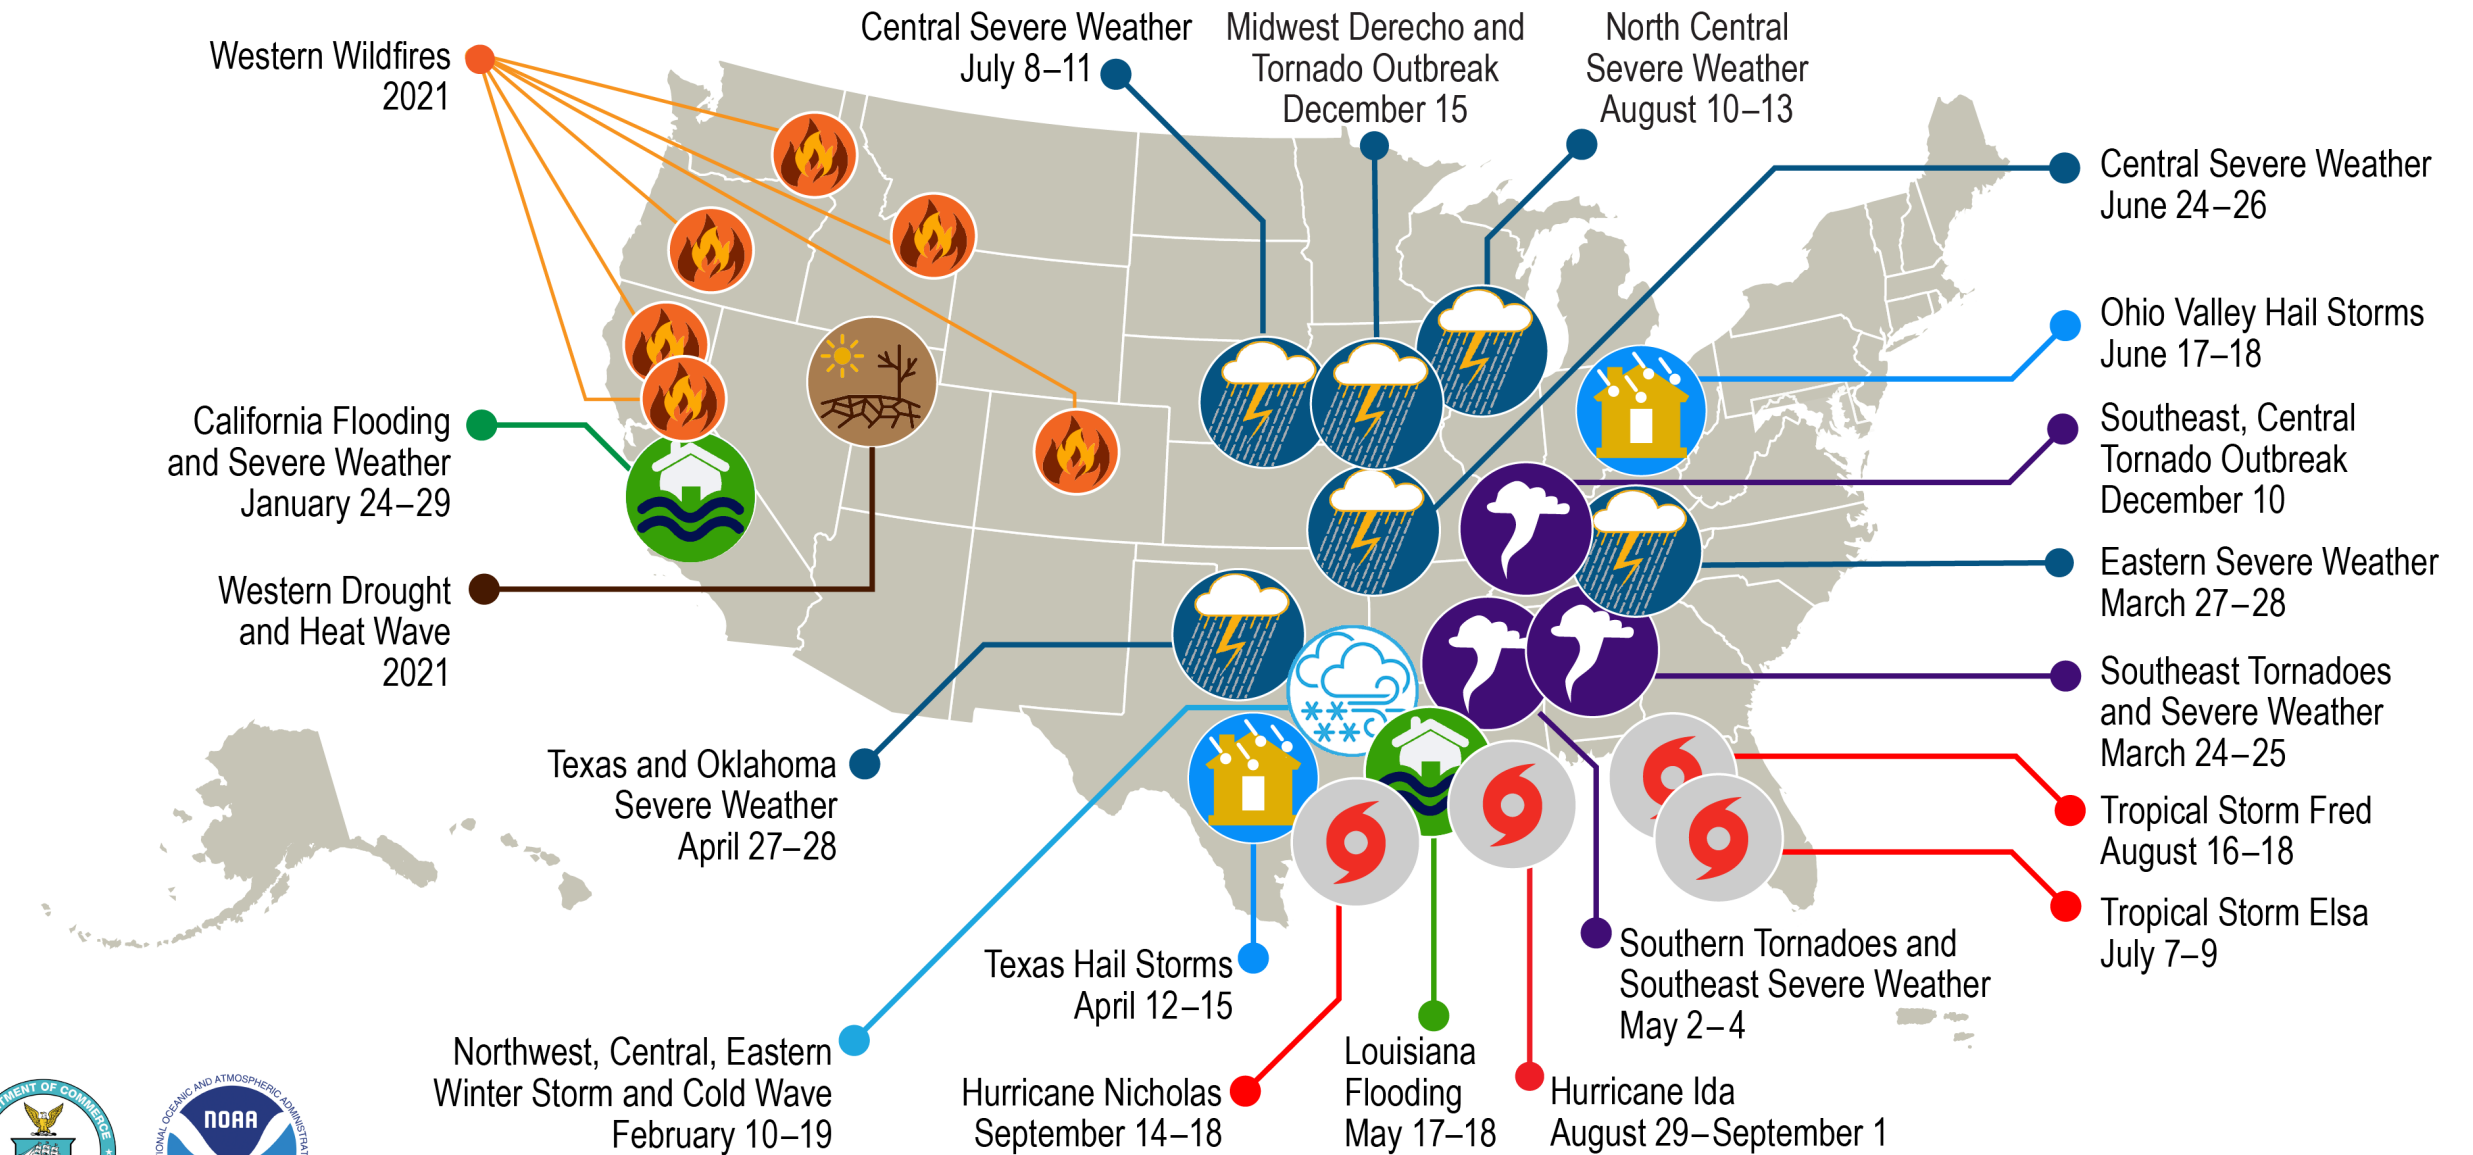 Western Wildfires
2021
Central Severe Weather
July 8–11
Midwest Derecho and
Tornado Outbreak
December 15
North Central
Severe Weather
August 10–13
Central Severe Weather
June 24–26
Ohio Valley Hail Storms
June 17–18
Southeast, Central
Tornado Outbreak
December 10
Eastern Severe Weather
March 27–28
Southeast Tornadoes
and Severe Weather
March 24–25
Tropical Storm Fred
August 16–18
Tropical Storm Elsa
July 7–9
California Flooding
and Severe Weather
January 24–29
Western Drought
and Heat Wave
2021
Texas and Oklahoma
Severe Weather
April 27–28
Texas Hail Storms
April 12–15
Northwest, Central, Eastern
Winter Storm and Cold Wave
February 10–19
Hurricane Nicholas
September 14–18
Louisiana
Flooding
May 17–18
Hurricane Ida
August 29–September 1
Southern Tornadoes and
Southeast Severe Weather
May 2–4
OF COMMERCE
OCEANIC AND ATMOSPHERIC
NOAA